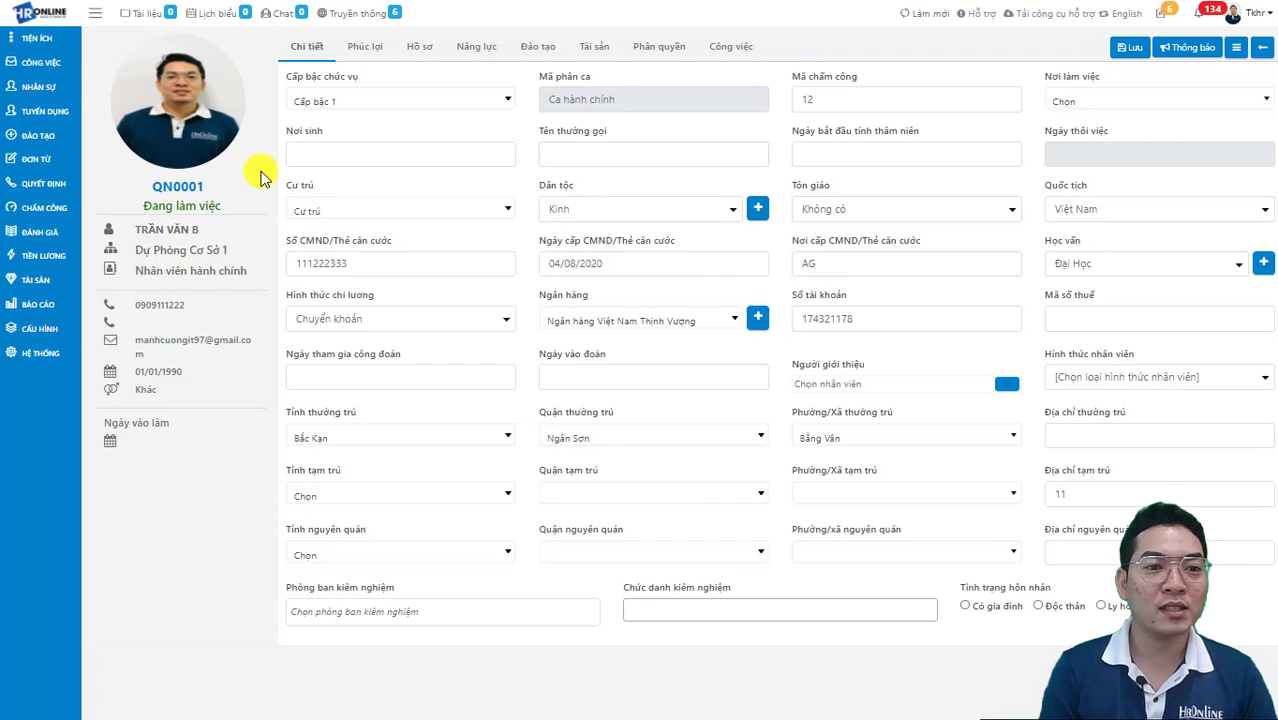 HRONLINE
Tài liệu 0
Lịch biểu 0
Chat 0
Truyền thông 6
Làm mới
Hỗ trợ
Tải công cụ hỗ trợ
English
6
134
Tkhr
TIỆN ÍCH
CÔNG VIỆC
NHÂN SỰ
TUYỂN DỤNG
ĐÀO TẠO
ĐƠN TỪ
QUYẾT ĐỊNH
CHẤM CÔNG
ĐÁNH GIÁ
TIỀN LƯƠNG
TÀI SẢN
BÁO CÁO
CẤU HÌNH
HỆ THỐNG
QN0001
Đang làm việc
TRẦN VĂN B
Dự Phòng Cơ Sở 1
Nhân viên hành chính
0909111222
manhcuongit97@gmail.co
m
01/01/1990
Khác
Ngày vào làm
Chi tiết Phúc lợi Hồ sơ Năng lực Đào tạo Tài sản Phân quyền Công việc
Lưu
Thông báo
Cấp bậc chức vụ Mã phân ca Mã chấm công Nơi làm việc
Cấp bậc 1 Ca hành chính 12 Chọn
Nơi sinh Tên thường gọi Ngày bắt đầu tính thâm niên Ngày thôi việc
Cư trú Dân tộc Tôn giáo Quốc tịch
Cư trú Kinh Không có Việt Nam
Số CMND/Thẻ căn cước Ngày cấp CMND/Thẻ căn cước Nơi cấp CMND/Thẻ căn cước Học vấn
111222333 04/08/2020 AG Đại Học
Hình thức chi lương Ngân hàng Số tài khoản Mã số thuế
Chuyển khoản Ngân hàng Việt Nam Thịnh Vượng 174321178
Ngày tham gia công đoàn Ngày vào đoàn Người giới thiệu Hình thức nhân viên
Chọn nhân viên [Chọn loại hình thức nhân viên]
Tỉnh thường trú Quận thường trú Phường/Xã thường trú Địa chỉ thường trú
Bắc Kạn Ngân Sơn Bằng Vân
Tỉnh tạm trú Quận tạm trú Phường/Xã tạm trú Địa chỉ tạm trú
Chọn 11
Tỉnh nguyên quán Quận nguyên quán Phường/xã nguyên quán Địa chỉ nguyên
Chọn
Phòng ban kiêm nghiệm Chức danh kiêm nghiệm Tình trạng hôn nhân
Chọn phòng ban kiêm nghiệm Có gia đình Độc thân Ly
HRONLINE